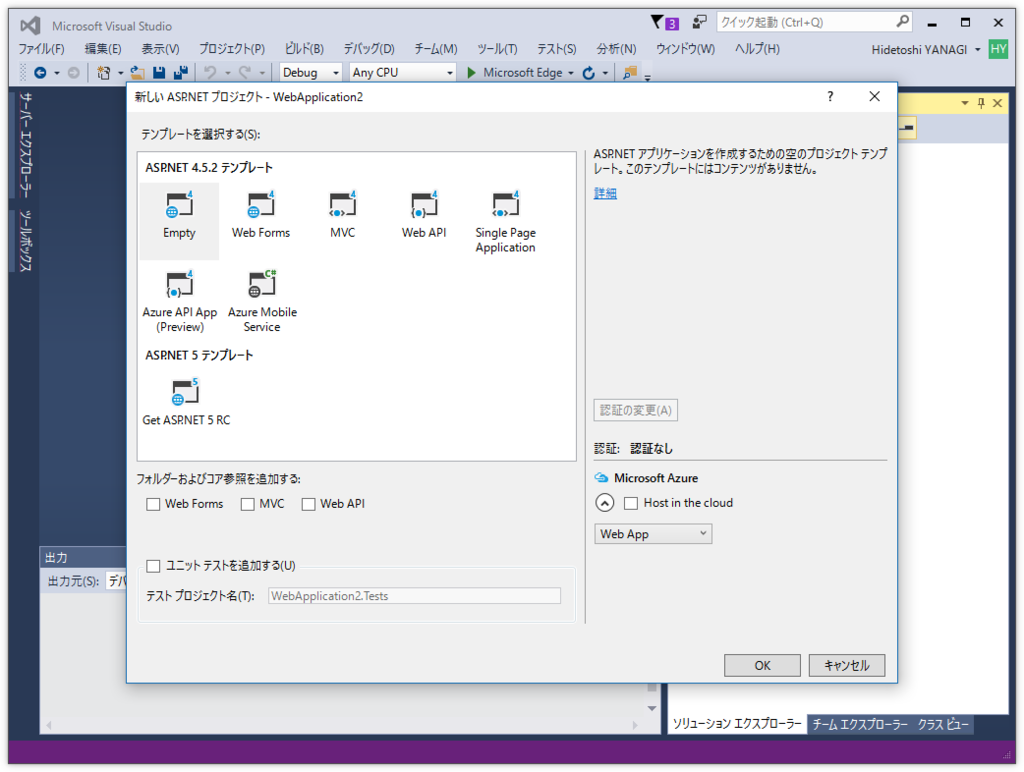 Microsoft Visual Studio
3
クイック起動 (Ctrl+Q)
ファイル(F) 編集(E) 表示(V) プロジェクト(P) ビルド(B) デバッグ(D) チーム(M) ツール(T) テスト(S) 分析(N) ウィンドウ(W) ヘルプ(H)
Hidetoshi YANAGI HY
Debug Any CPU Microsoft Edge
サーバー エクスプローラー
ツールボックス
新しい ASP.NET プロジェクト - WebApplication2
?
テンプレートを選択する(S):
ASP.NET 4.5.2 テンプレート
4 4 4 4 4
Empty Web Forms MVC Web API Single Page
Application
4 C#
Azure API App Azure Mobile
(Preview) Service
ASP.NET 5 テンプレート
5
Get ASP.NET 5 RC
フォルダーおよびコア参照を追加する:
Web Forms MVC Web API
ユニット テストを追加する(U)
テスト プロジェクト名(T): WebApplication2.Tests
ASP.NET アプリケーションを作成するための空のプロジェクト テンプ
レート。このテンプレートにはコンテンツがありません。
詳細
認証の変更(A)
認証: 認証なし
Microsoft Azure
Host in the cloud
Web App
OK キャンセル
出力
出力元(S): デバ
ソリューション エクスプローラー チーム エクスプローラー クラス ビュー